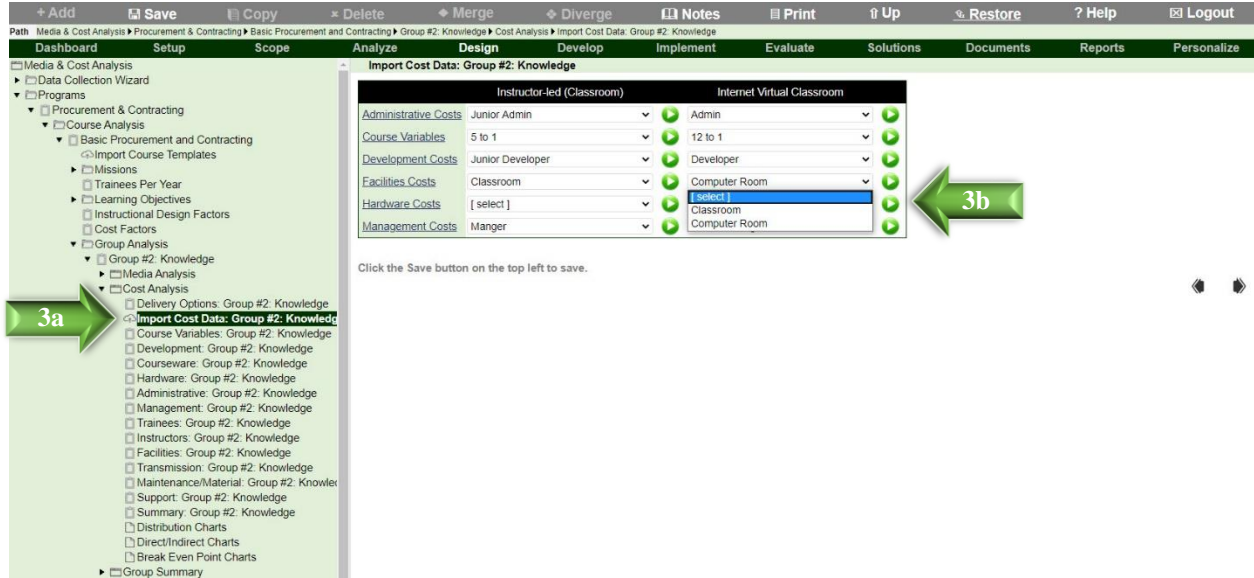 + Add Save Copy × Delete Merge Diverge Notes Print Up Restore ? Help Logout
Path Media & Cost Analysis Procurement & Contracting Basic Procurement and Contracting Group #2: Knowledge Cost Analysis Import Cost Data: Group #2: Knowledge
Dashboard Setup Scope Analyze Design Develop Implement Evaluate Solutions Documents Reports Personalize
Media & Cost Analysis
Data Collection Wizard
Programs
Procurement & Contracting
Course Analysis
Basic Procurement and Contracting
Import Course Templates
Missions
Trainees Per Year
Learning Objectives
Instructional Design Factors
Cost Factors
Group Analysis
Group #2: Knowledge
Media Analysis
Cost Analysis
Delivery Options: Group #2: Knowledge
Import Cost Data: Group #2: Knowledg
Course Variables: Group #2: Knowledge
Development: Group #2: Knowledge
Courseware: Group #2: Knowledge
Hardware: Group #2: Knowledge
Administrative: Group #2: Knowledge
Management: Group #2: Knowledge
Trainees: Group #2: Knowledge
Instructors: Group #2: Knowledge
Facilities: Group #2: Knowledge
Transmission: Group #2: Knowledge
Maintenance/Material: Group #2: Knowled
Support: Group #2: Knowledge
Summary: Group #2: Knowledge
Distribution Charts
Direct/Indirect Charts
Break Even Point Charts
Group Summary
3a
Import Cost Data: Group #2: Knowledge
Instructor-led (Classroom) Internet Virtual Classroom
Administrative Costs Junior Admin Admin
Course Variables 5 to 1 12 to 1
Development Costs Junior Developer Developer
Facilities Costs Classroom Computer Room
Hardware Costs [ select ]
Management Costs Manger
[ select ]
Classroom
Computer Room
3b
Click the Save button on the top left to save.